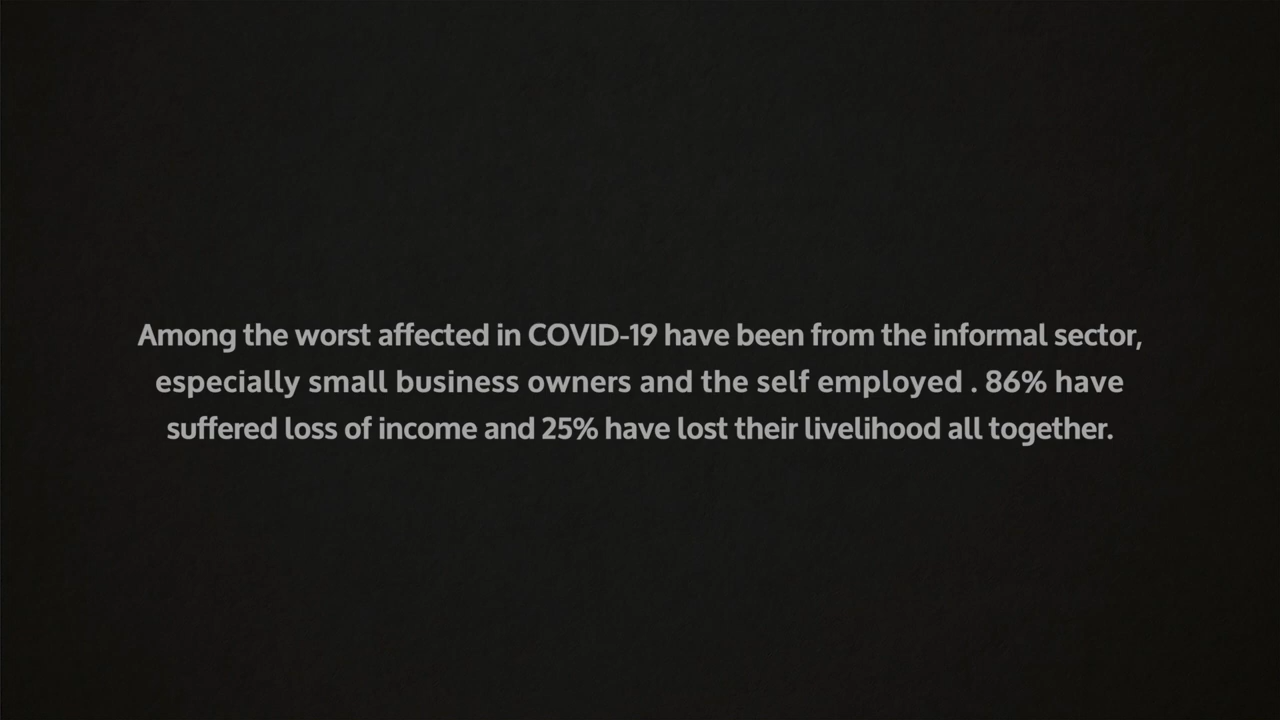 Among the worst affected in COVID-19 have been from the informal sector,
especially small business owners and the self employed . 86% have
suffered loss of income and 25% have lost their livelihood all together.